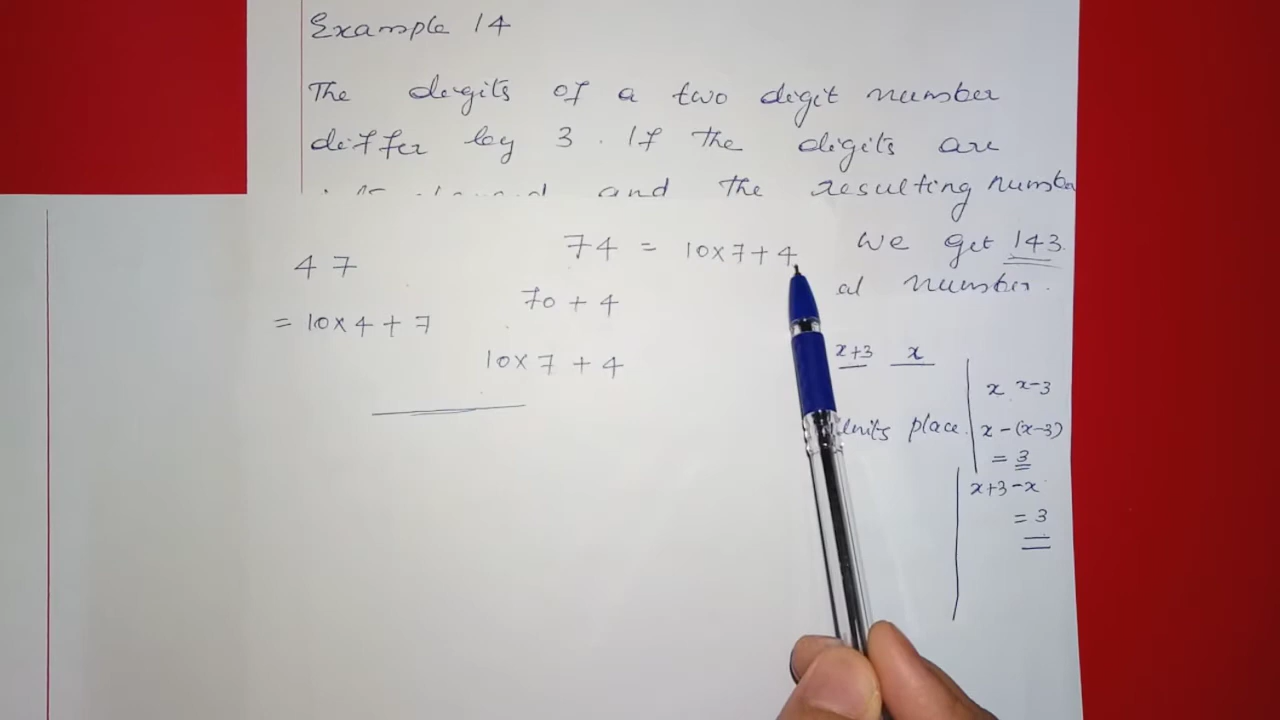 Example 14
The digits of a two digit number
differ by 3. If the digits are
and the resulting number
we get 143.
number.
47
= 10×4+7
74 = 10×7+4
70 + 4
10×7 + 4
x+3 x
units place.
x x-3
x-(x-3)
= 3
x+3-x
= 3